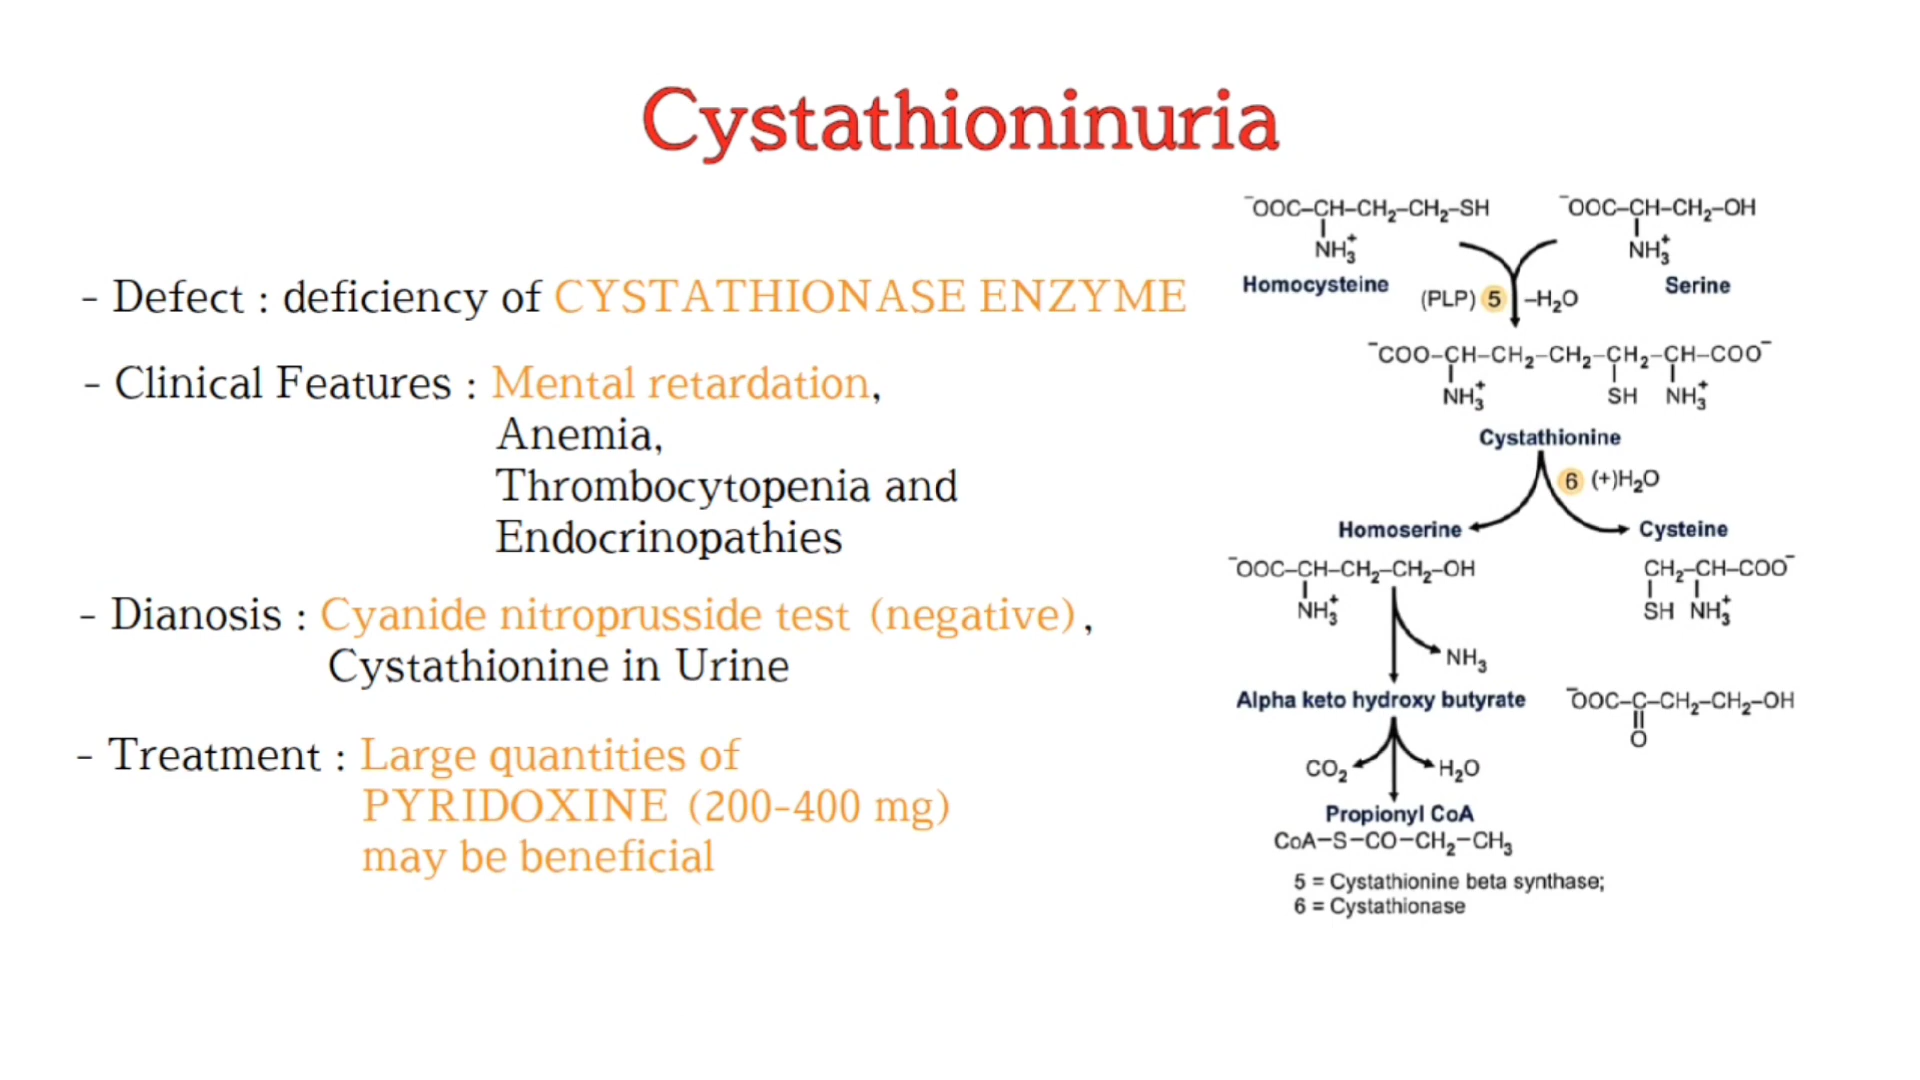 Cystathioninuria
- Defect : deficiency of CYSTATHIONASE ENZYME
- Clinical Features : Mental retardation,
Anemia,
Thrombocytopenia and
Endocrinopathies
- Dianosis : Cyanide nitroprusside test (negative),
Cystathionine in Urine
- Treatment : Large quantities of
PYRIDOXINE (200-400 mg)
may be beneficial
⁻OOC–CH–CH₂–CH₂–SH
NH₃⁺
Homocysteine
⁻OOC–CH–CH₂–OH
NH₃⁺
Serine
(PLP) 5 –H₂O
⁻COO–CH–CH₂–CH₂–CH₂–CH–COO⁻
NH₃⁺ SH NH₃⁺
Cystathionine
6 (+)H₂O
Homoserine
⁻OOC–CH–CH₂–CH₂–OH
NH₃⁺
Cysteine
CH₂–CH–COO⁻
SH NH₃⁺
NH₃
Alpha keto hydroxy butyrate
⁻OOC–C–CH₂–CH₂–OH
O
CO₂ H₂O
Propionyl CoA
CoA–S–CO–CH₂–CH₃
5 = Cystathionine beta synthase;
6 = Cystathionase